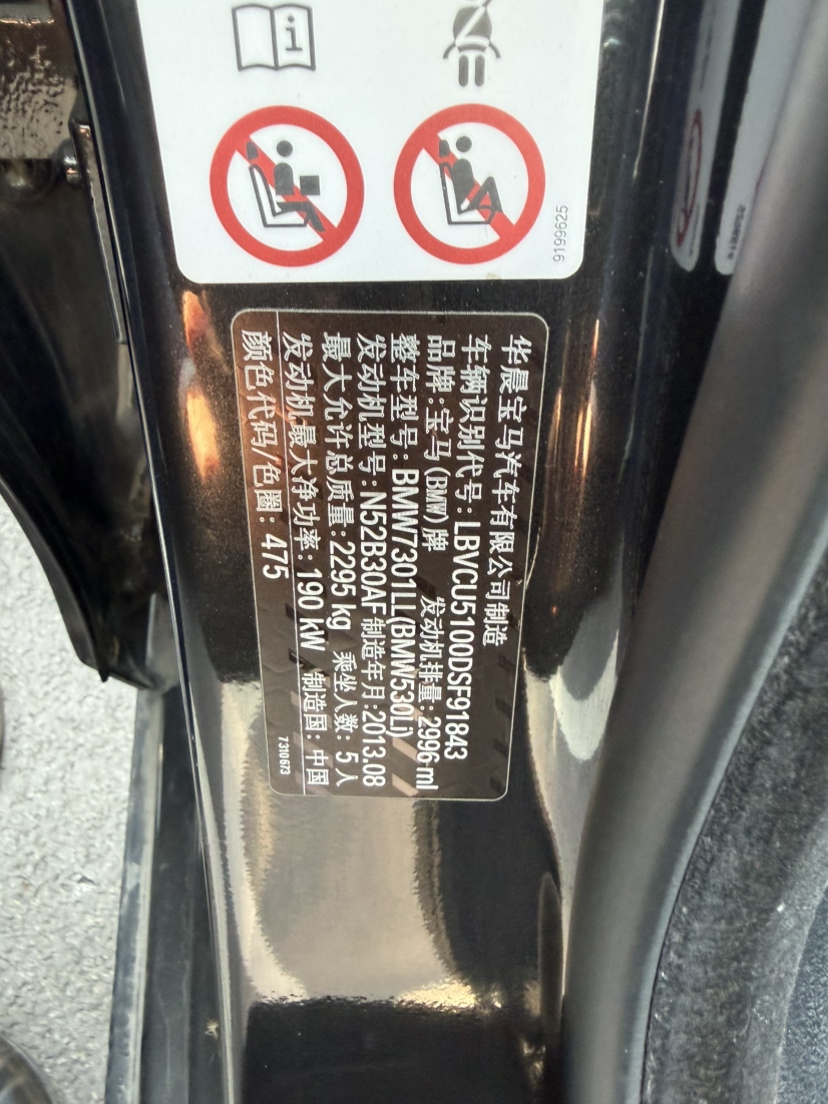 9199625
华晨宝马汽车有限公司制造
车辆识别代号:LBVCU5100DSF91843
品牌:宝马(BMW)牌 发动机排量:2996 ml
整车型号:BMW7301LL(BMW530Li)
发动机型号:N52B30AF 制造年月:2013.08
最大允许总质量:2295 kg 乘坐人数:5人
发动机最大净功率:190 kW 制造国:中国
颜色代码/色圈:475
7310673